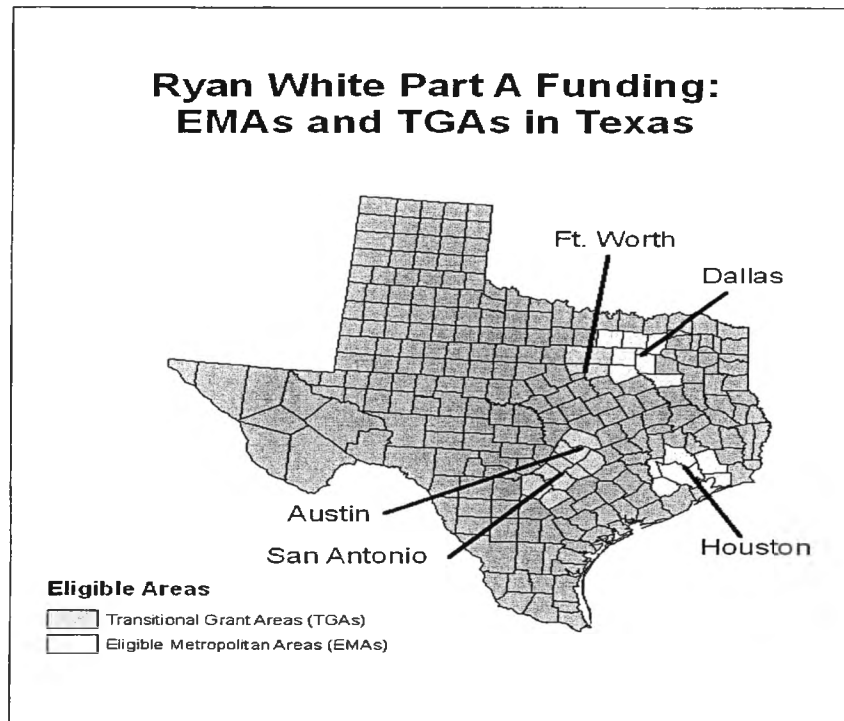 Ryan White Part A Funding:
EMAs and TGAs in Texas
Ft. Worth
Dallas
Austin
San Antonio
Houston
Eligible Areas
Transitional Grant Areas (TGAs)
Eligible Metropolitan Areas (EMAs)